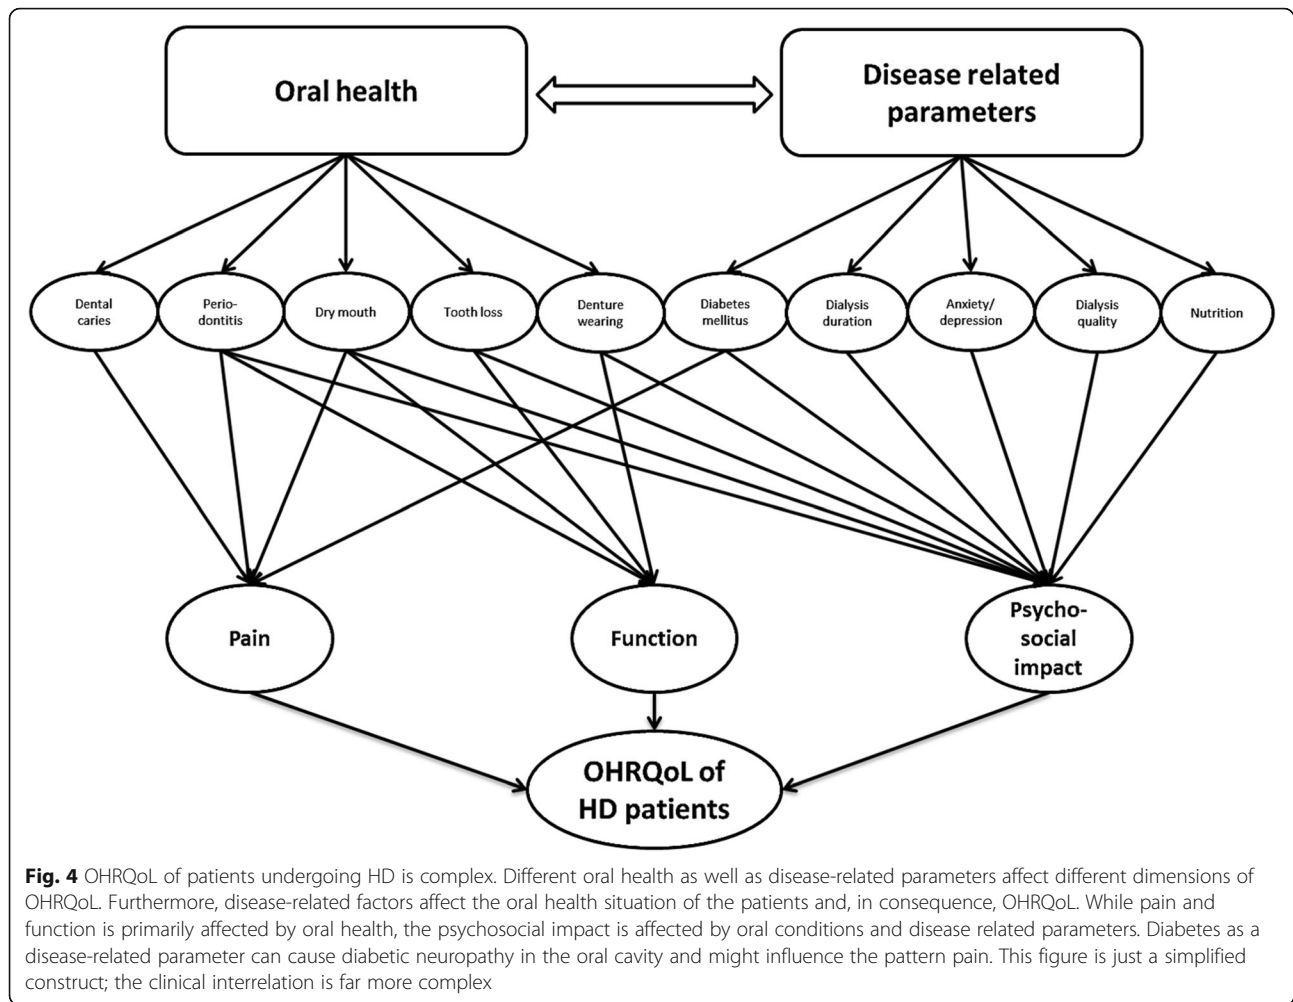 Oral health
Disease related
parameters
Dental
caries
Perio-
dontitis
Dry mouth
Tooth loss
Denture
wearing
Diabetes
mellitus
Dialysis
duration
Anxiety/
depression
Dialysis
quality
Nutrition
Pain
Function
Psycho-
social
impact
OHRQoL of
HD patients
Fig. 4 OHRQoL of patients undergoing HD is complex. Different oral health as well as disease-related parameters affect different dimensions of
OHRQoL. Furthermore, disease-related factors affect the oral health situation of the patients and, in consequence, OHRQoL. While pain and
function is primarily affected by oral health, the psychosocial impact is affected by oral conditions and disease related parameters. Diabetes as a
disease-related parameter can cause diabetic neuropathy in the oral cavity and might influence the pattern pain. This figure is just a simplified
construct; the clinical interrelation is far more complex